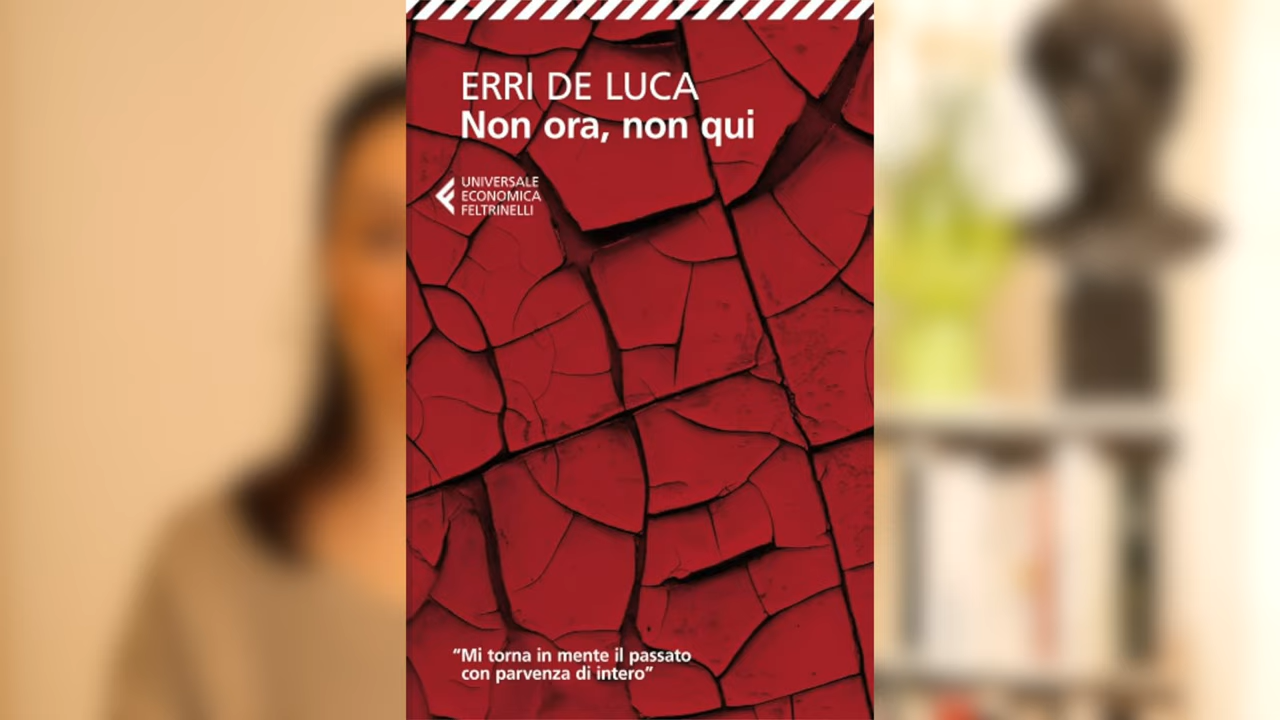 ERRI DE LUCA
Non ora, non qui
UNIVERSALE
ECONOMICA
FELTRINELLI
“Mi torna in mente il passato
con parvenza di intero”